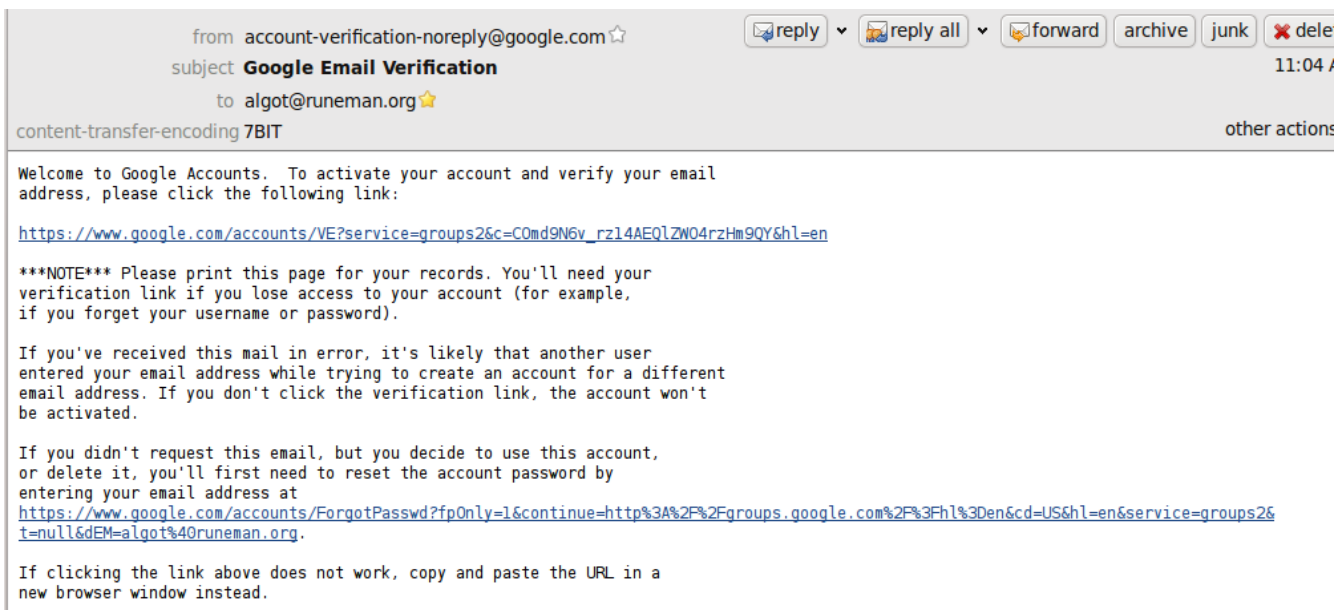 from account-verification-noreply@google.com reply reply all forward archive junk
subject Google Email Verification 11:04
to algot@runeman.org
content-transfer-encoding 7BIT other actions
Welcome to Google Accounts. To activate your account and verify your email
address, please click the following link:
https://www.google.com/accounts/VE?service=groups2&c=COmd9N6v_rz14AEQlZWO4rzHm9QY&hl=en
***NOTE*** Please print this page for your records. You'll need your
verification link if you lose access to your account (for example,
if you forget your username or password).
If you've received this mail in error, it's likely that another user
entered your email address while trying to create an account for a different
email address. If you don't click the verification link, the account won't
be activated.
If you didn't request this email, but you decide to use this account,
or delete it, you'll first need to reset the account password by
entering your email address at
https://www.google.com/accounts/ForgotPasswd?fpOnly=1&continue=http%3A%2F%2Fgroups.google.com%2F%3Fhl%3Den&cd=US&hl=en&service=groups2&
t=null&dEM=algot%40runeman.org.
If clicking the link above does not work, copy and paste the URL in a
new browser window instead.